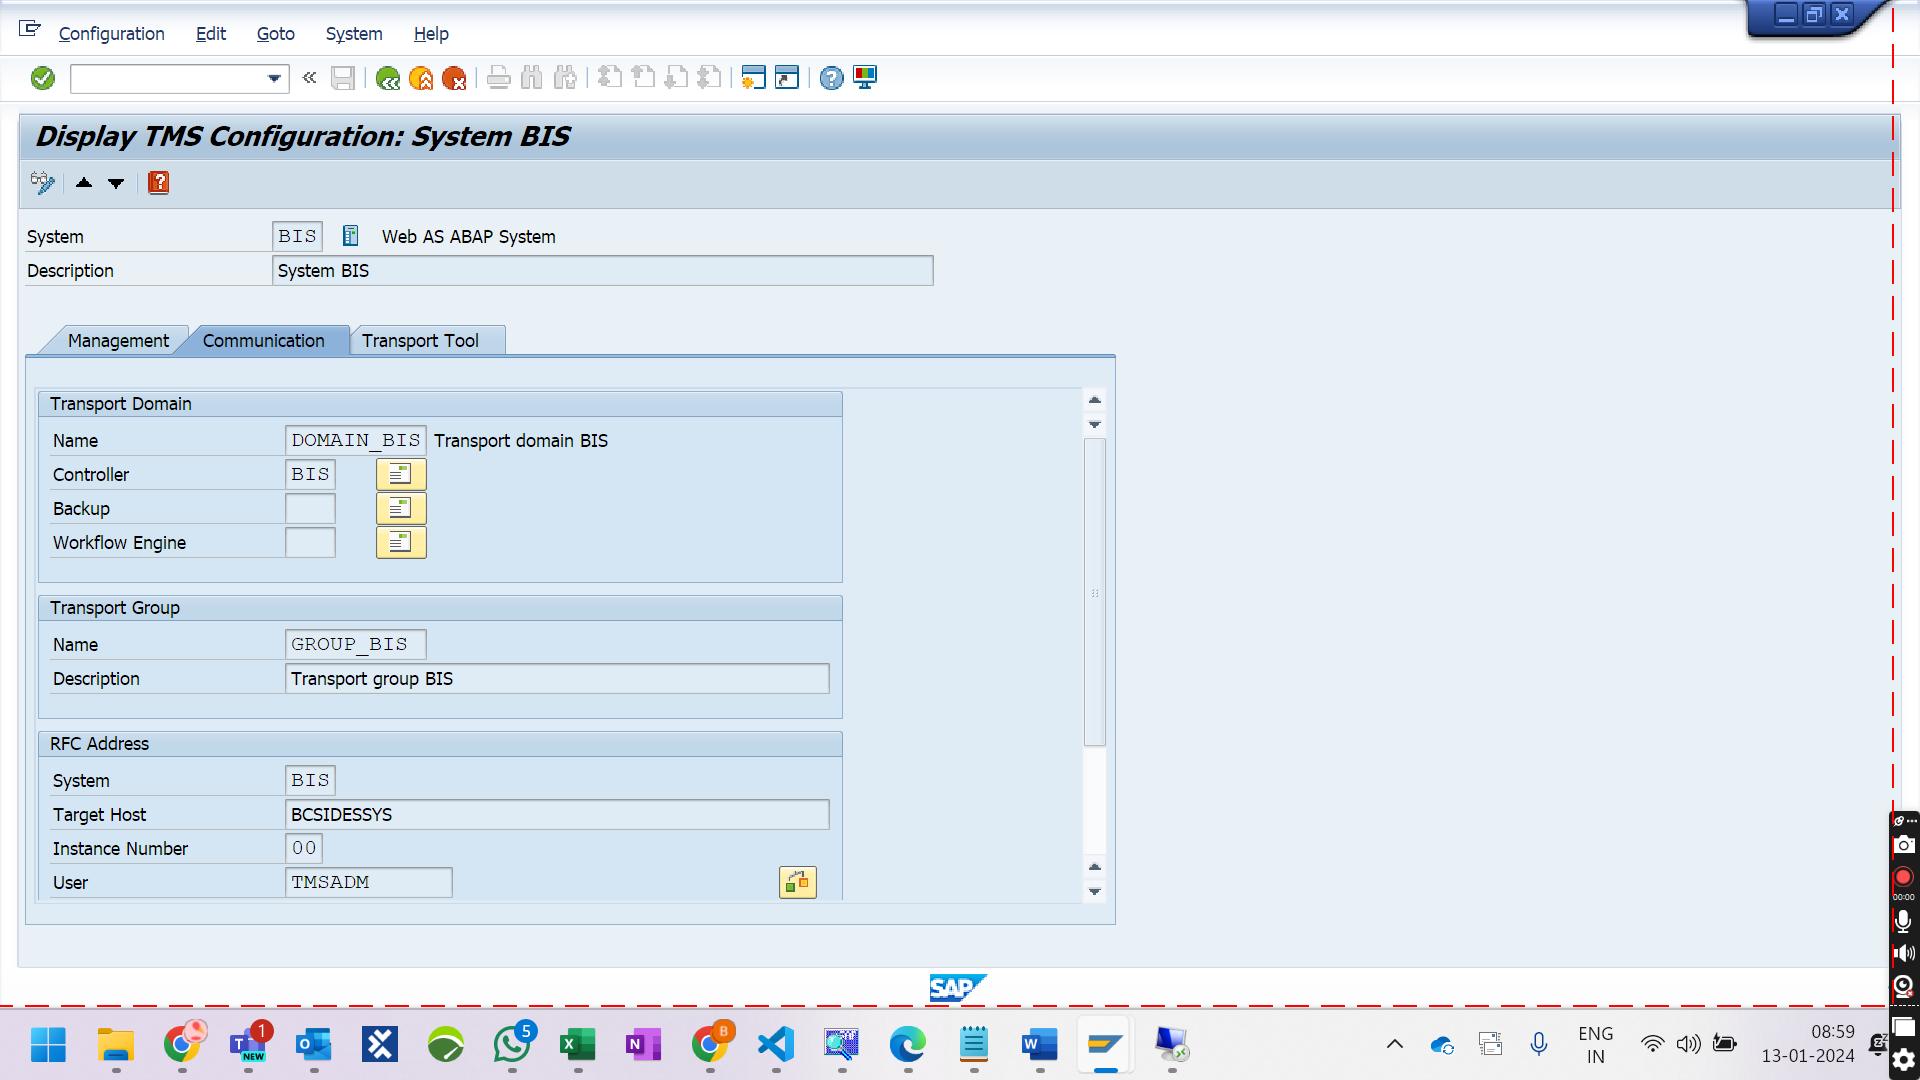 Configuration Edit Goto System Help
Display TMS Configuration: System BIS
System BIS Web AS ABAP System
Description System BIS
Management Communication Transport Tool
Transport Domain
Name DOMAIN_BIS Transport domain BIS
Controller BIS
Backup
Workflow Engine
Transport Group
Name GROUP_BIS
Description Transport group BIS
RFC Address
System BIS
Target Host BCSIDESSYS
Instance Number 00
User TMSADM
00:00
SAP
1
NEW
5
B
ENG
IN
08:59
13-01-2024